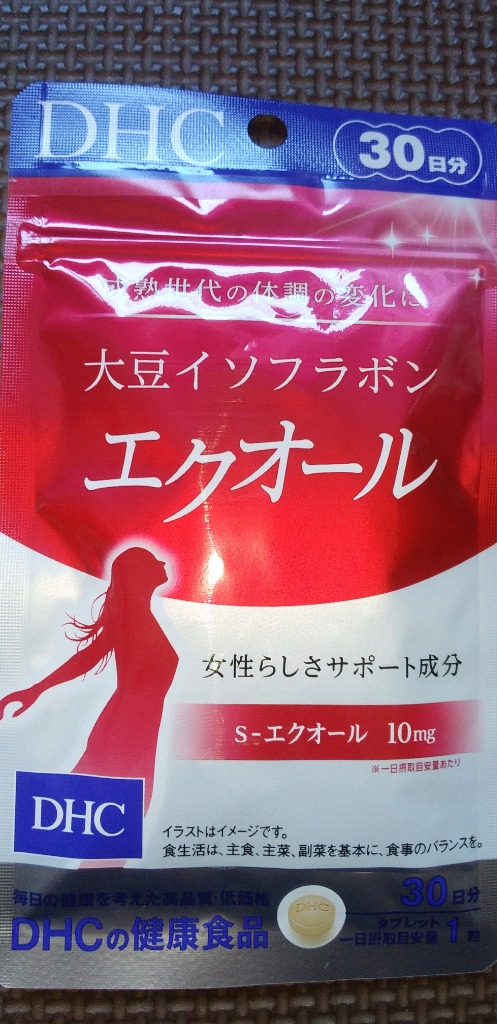 DHC
30日分
成熟世代の体調の変化に
大豆イソフラボン
エクオール
女性らしさサポート成分
S-エクオール 10mg
※一日摂取目安量あたり
DHC
イラストはイメージです。
食生活は、主食、主菜、副菜を基本に、食事のバランスを。
毎日の健康を考えた高品質・低価格
DHCの健康食品
DHC
30日分
タブレット
一日摂取目安量 1粒